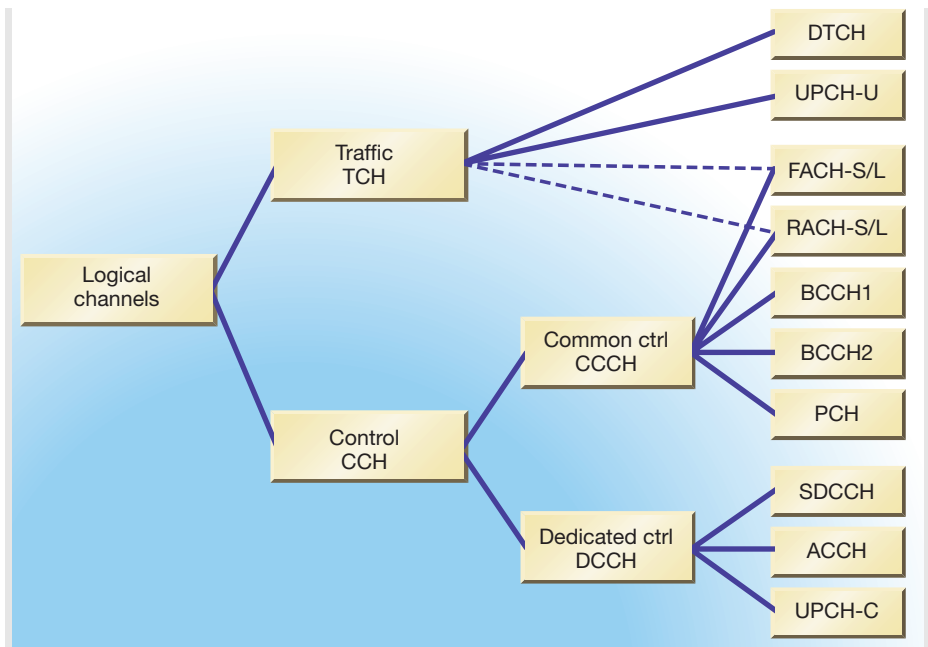 DTCH
UPCH-U
Traffic
TCH
FACH-S/L
RACH-S/L
Logical
channels
BCCH1
Common ctrl
CCCH
BCCH2
PCH
Control
CCH
SDCCH
Dedicated ctrl
DCCH
ACCH
UPCH-C